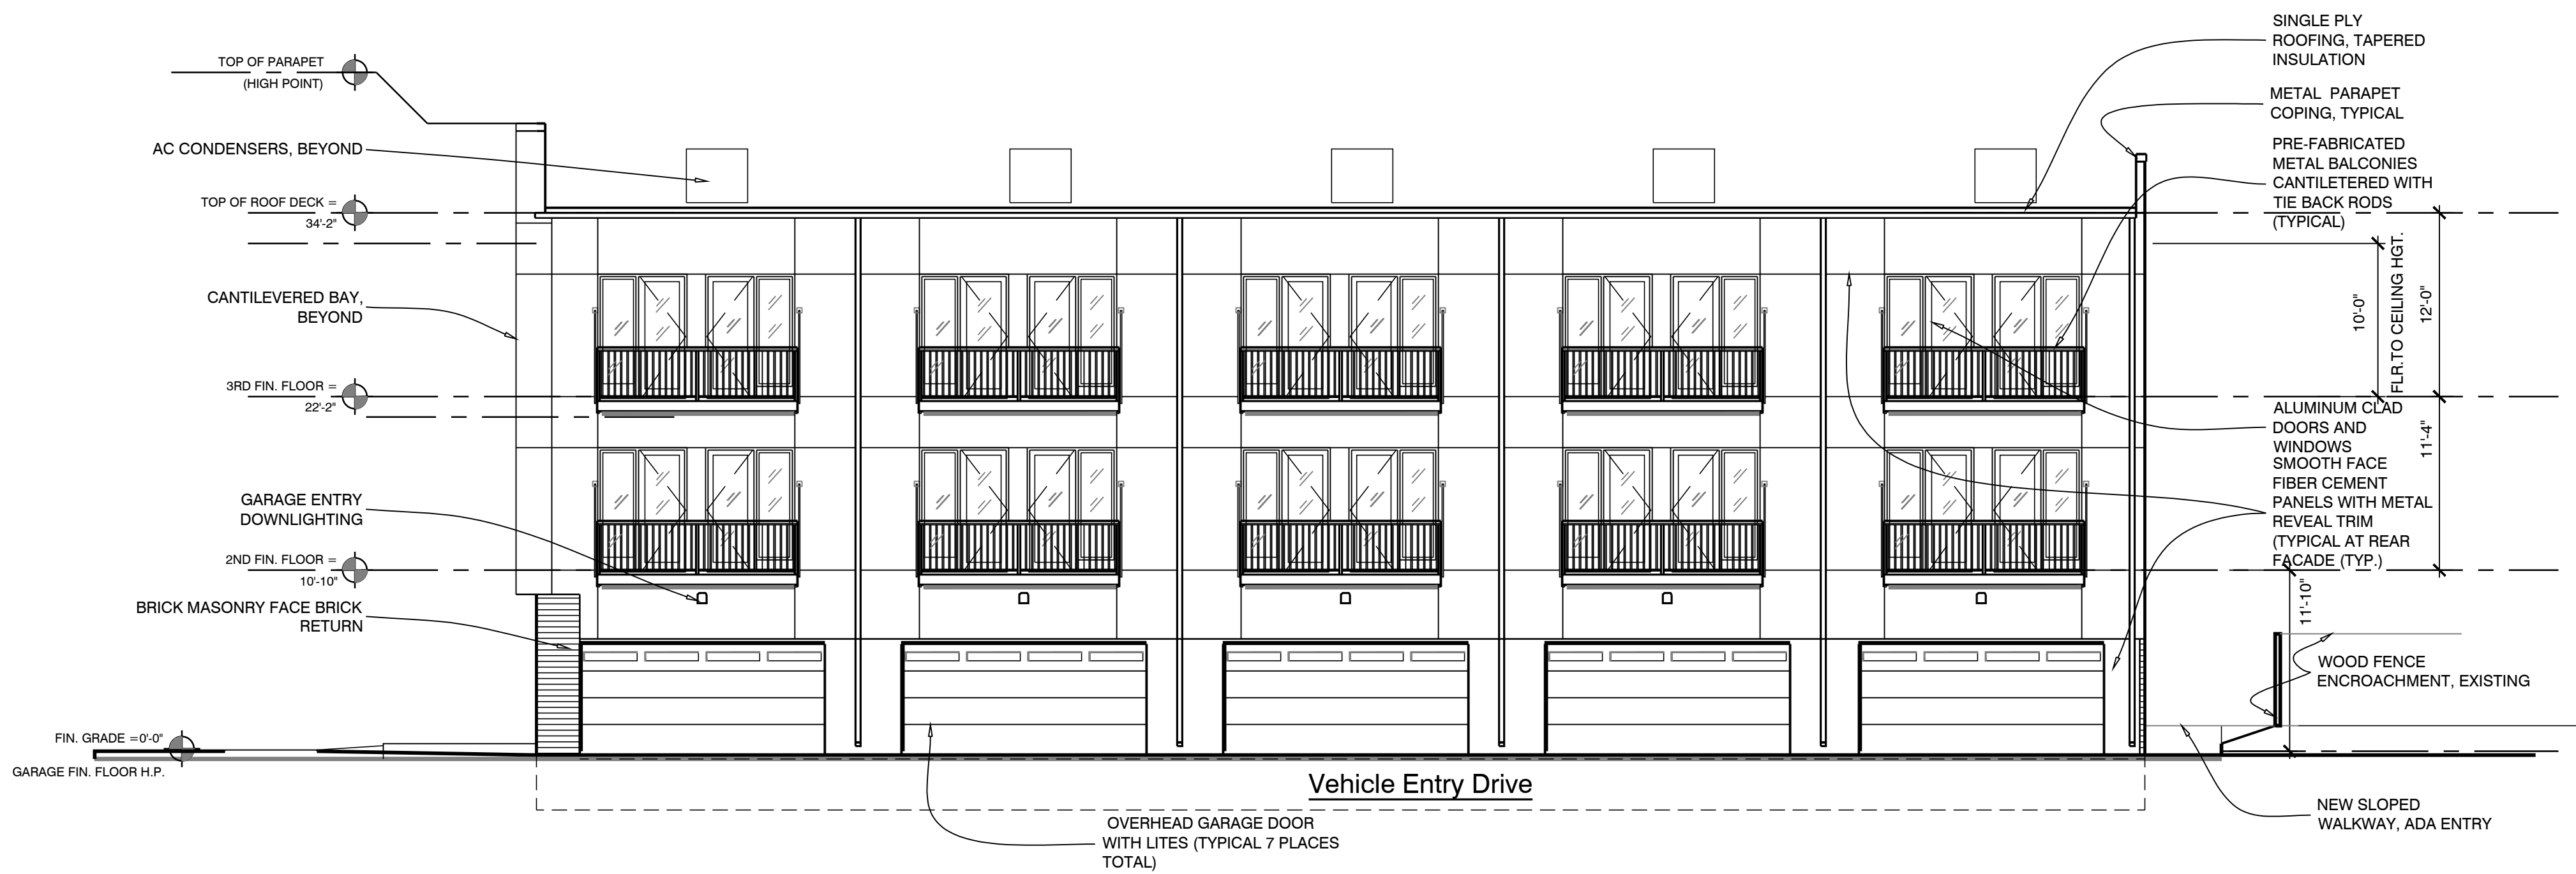 TOP OF PARAPET
(HIGH POINT)
AC CONDENSERS, BEYOND
TOP OF ROOF DECK =
34'-2"
CANTILEVERED BAY,
BEYOND
3RD FIN. FLOOR =
22'-2"
GARAGE ENTRY
DOWNLIGHTING
2ND FIN. FLOOR =
10'-10"
BRICK MASONRY FACE BRICK
RETURN
FIN. GRADE =0'-0"
GARAGE FIN. FLOOR H.P.
Vehicle Entry Drive
OVERHEAD GARAGE DOOR
WITH LITES (TYPICAL 7 PLACES
TOTAL)
SINGLE PLY
ROOFING, TAPERED
INSULATION
METAL PARAPET
COPING, TYPICAL
PRE-FABRICATED
METAL BALCONIES
CANTILETERED WITH
TIE BACK RODS
(TYPICAL)
10'-0"
FLR.TO CEILING HGT.
12'-0"
ALUMINUM CLAD
DOORS AND
WINDOWS
11'-4"
SMOOTH FACE
FIBER CEMENT
PANELS WITH METAL
REVEAL TRIM
(TYPICAL AT REAR
FACADE (TYP.)
11'-10"
WOOD FENCE
ENCROACHMENT, EXISTING
NEW SLOPED
WALKWAY, ADA ENTRY